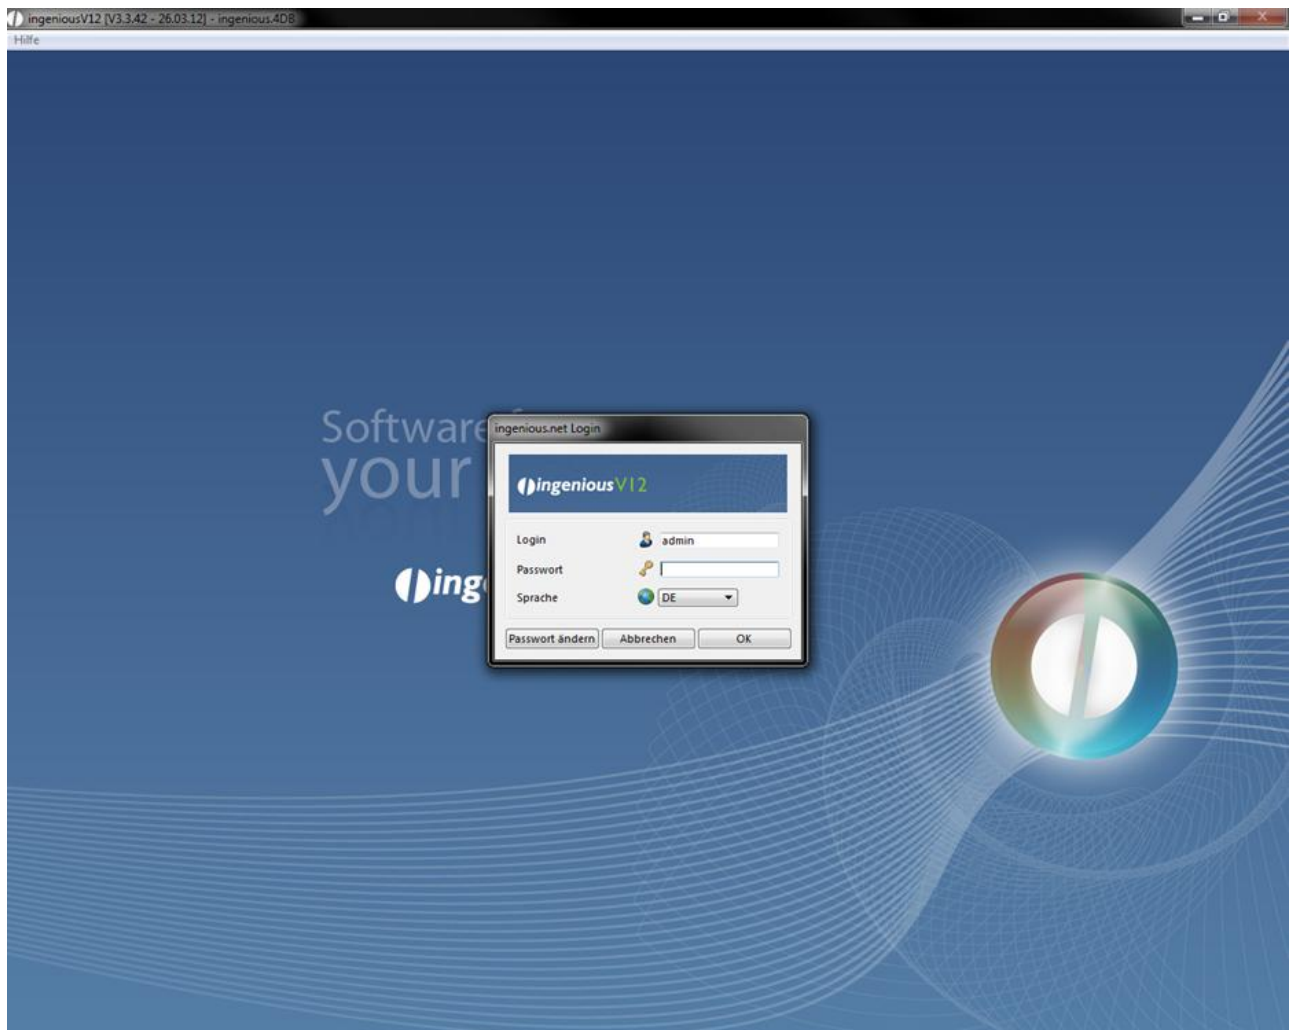 ingeniousV12 [V3.3.42 - 26.03.12] - ingenious.4DB
Hilfe
Software
your
ingenious.net Login
ingeniousV12
Login admin
Passwort
Sprache DE
Passwort ändern Abbrechen OK